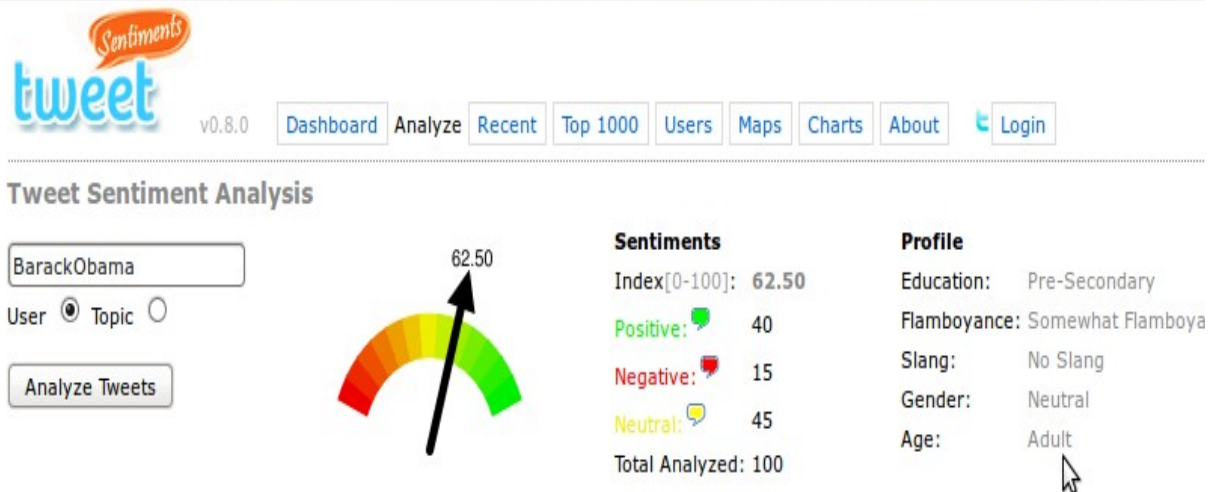 Sentiments
tweet
v0.8.0 Dashboard Analyze Recent Top 1000 Users Maps Charts About Login
Tweet Sentiment Analysis
BarackObama
User Topic
Analyze Tweets
62.50
Sentiments
Index[0-100]: 62.50
Positive: 40
Negative: 15
Neutral: 45
Total Analyzed: 100
Profile
Education: Pre-Secondary
Flamboyance: Somewhat Flamboya
Slang: No Slang
Gender: Neutral
Age: Adult